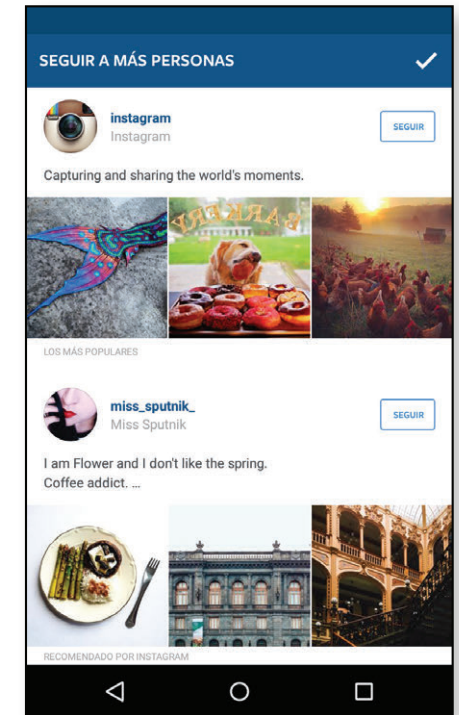 SEGUIR A MÁS PERSONAS
instagram
Instagram
SEGUIR
Capturing and sharing the world's moments.
BARKERY
LOS MÁS POPULARES
miss_sputnik_
Miss Sputnik
SEGUIR
I am Flower and I don't like the spring.
Coffee addict. ...
RECOMENDADO POR INSTAGRAM